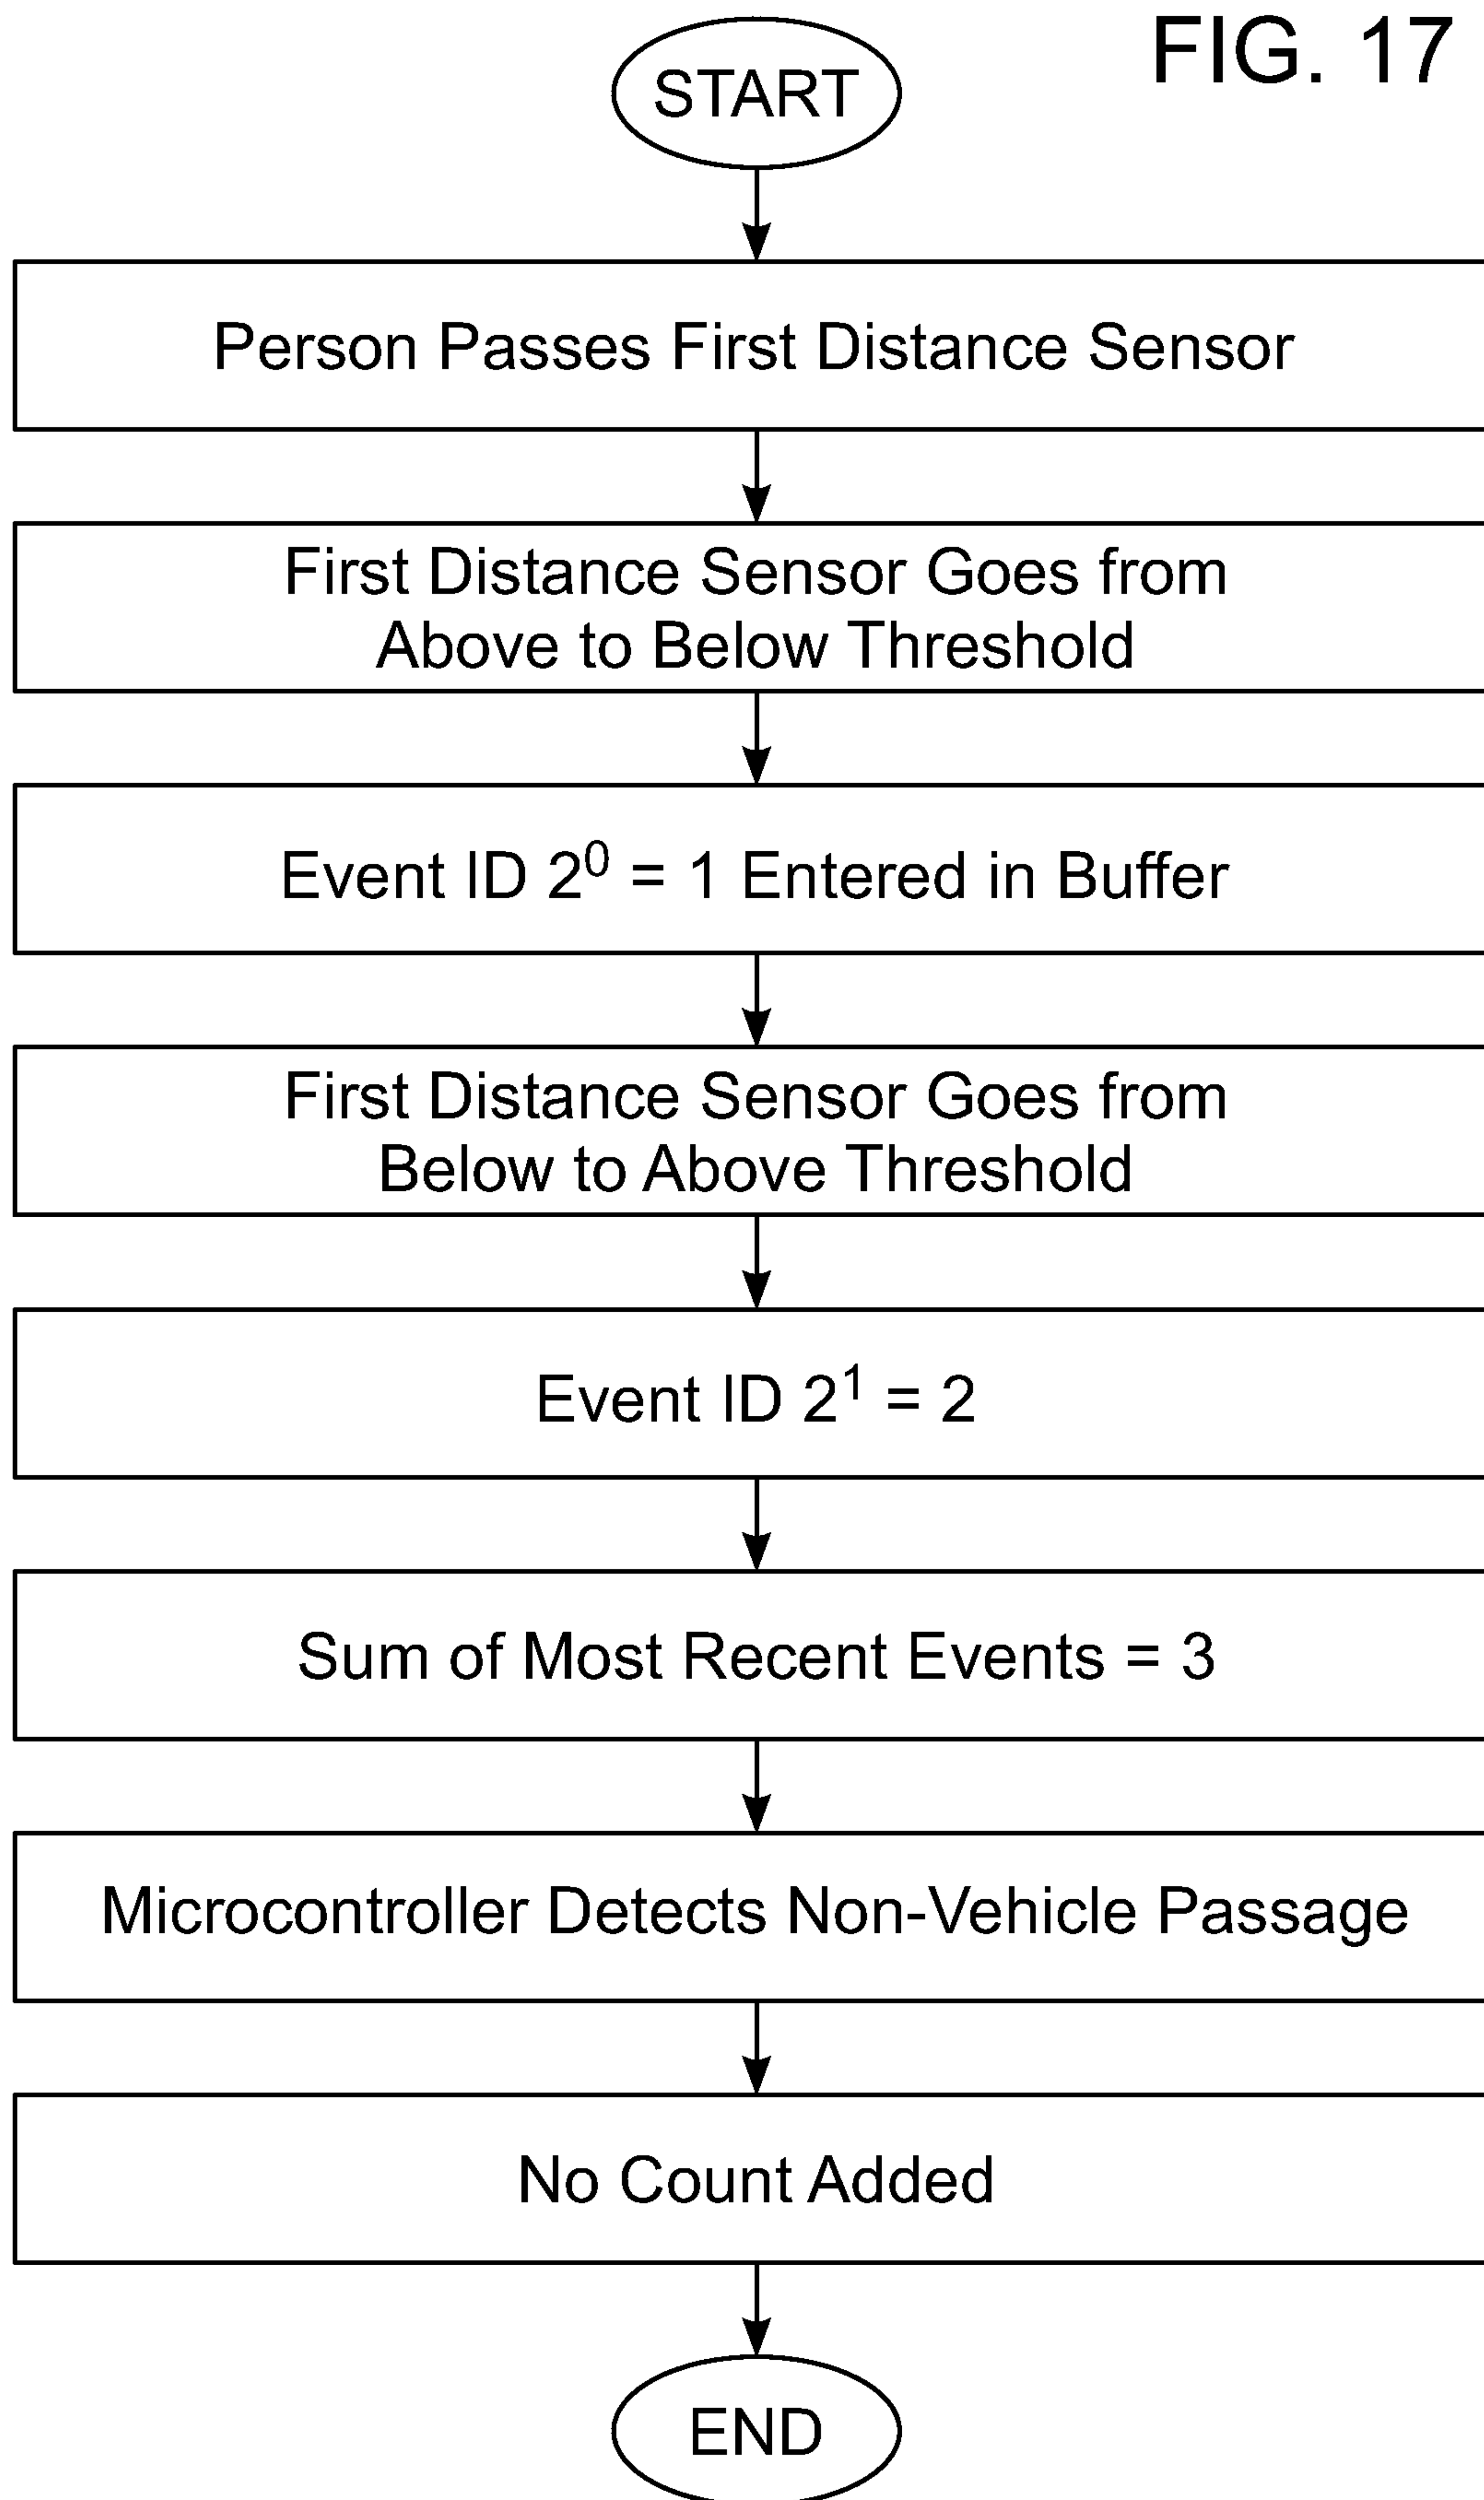 FIG. 17
START
Person Passes First Distance Sensor
First Distance Sensor Goes from
Above to Below Threshold
Event ID 2⁰ = 1 Entered in Buffer
First Distance Sensor Goes from
Below to Above Threshold
Event ID 2¹ = 2
Sum of Most Recent Events = 3
Microcontroller Detects Non-Vehicle Passage
No Count Added
END